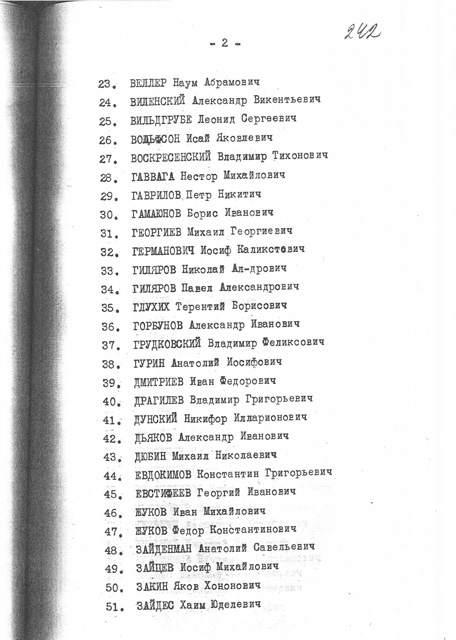 242
- 2 -
23. ВЕЛЛЕР Наум Абрамович
24. ВИЛЕНСКИЙ Александр Викентьевич
25. ВИЛЬДГРУБЕ Леонид Сергеевич
26. ВОЛЬФСОН Исай Яковлевич
27. ВОСКРЕСЕНСКИЙ Владимир Тихонович
28. ГАВВАГА Нестор Михайлович
29. ГАВРИЛОВ Петр Никитич
30. ГАМАЮНОВ Борис Иванович
31. ГЕОРГИЕВ Михаил Георгиевич
32. ГЕРМАНОВИЧ Иосиф Каликстович
33. ГИЛЯРОВ Николай Ал-дрович
34. ГИЛЯРОВ Павел Александрович
35. ГЛУХИХ Терентий Борисович
36. ГОРБУНОВ Александр Иванович
37. ГРУДКОВСКИЙ Владимир Феликсович
38. ГУРИН Анатолий Иосифович
39. ДМИТРИЕВ Иван Федорович
40. ДРАГИЛЕВ Владимир Григорьевич
41. ДУНСКИЙ Никифор Илларионович
42. ДЬЯКОВ Александр Иванович
43. ДЮБИН Михаил Николаевич
44. ЕВДОКИМОВ Константин Григорьевич
45. ЕВСТИФЕЕВ Георгий Иванович
46. ЖУКОВ Иван Михайлович
47. ЖУКОВ Федор Константинович
48. ЗАЙДЕНМАН Анатолий Савельевич
49. ЗАЙЦЕВ Иосиф Михайлович
50. ЗАКИН Яков Хононович
51. ЗАЙДЕС Хаим Юделевич